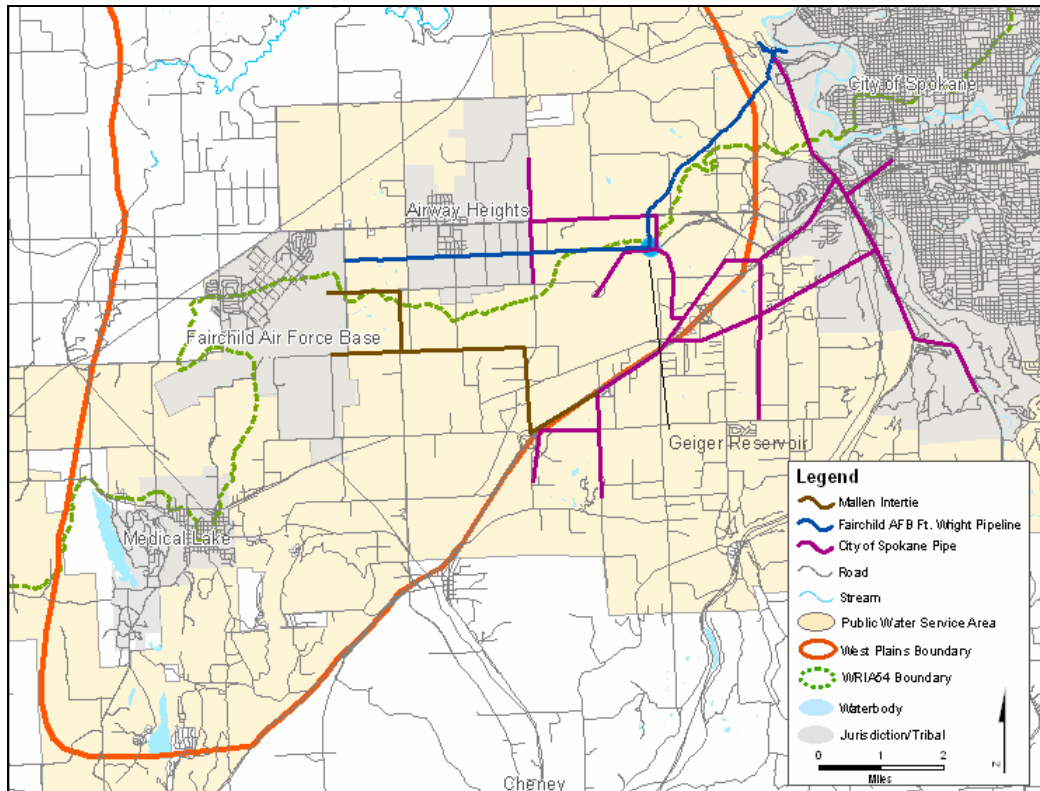 City of Spokane
Airway Heights
Fairchild Air Force Base
Geiger Reservoir
Medical Lake
Cheney
Legend
Mallen Intertie
Fairchild AFB Ft. Wright Pipeline
City of Spokane Pipe
Road
Stream
Public Water Service Area
West Plains Boundary
WRIA54 Boundary
Waterbody
Jurisdiction/Tribal
0 1 2
Miles
N